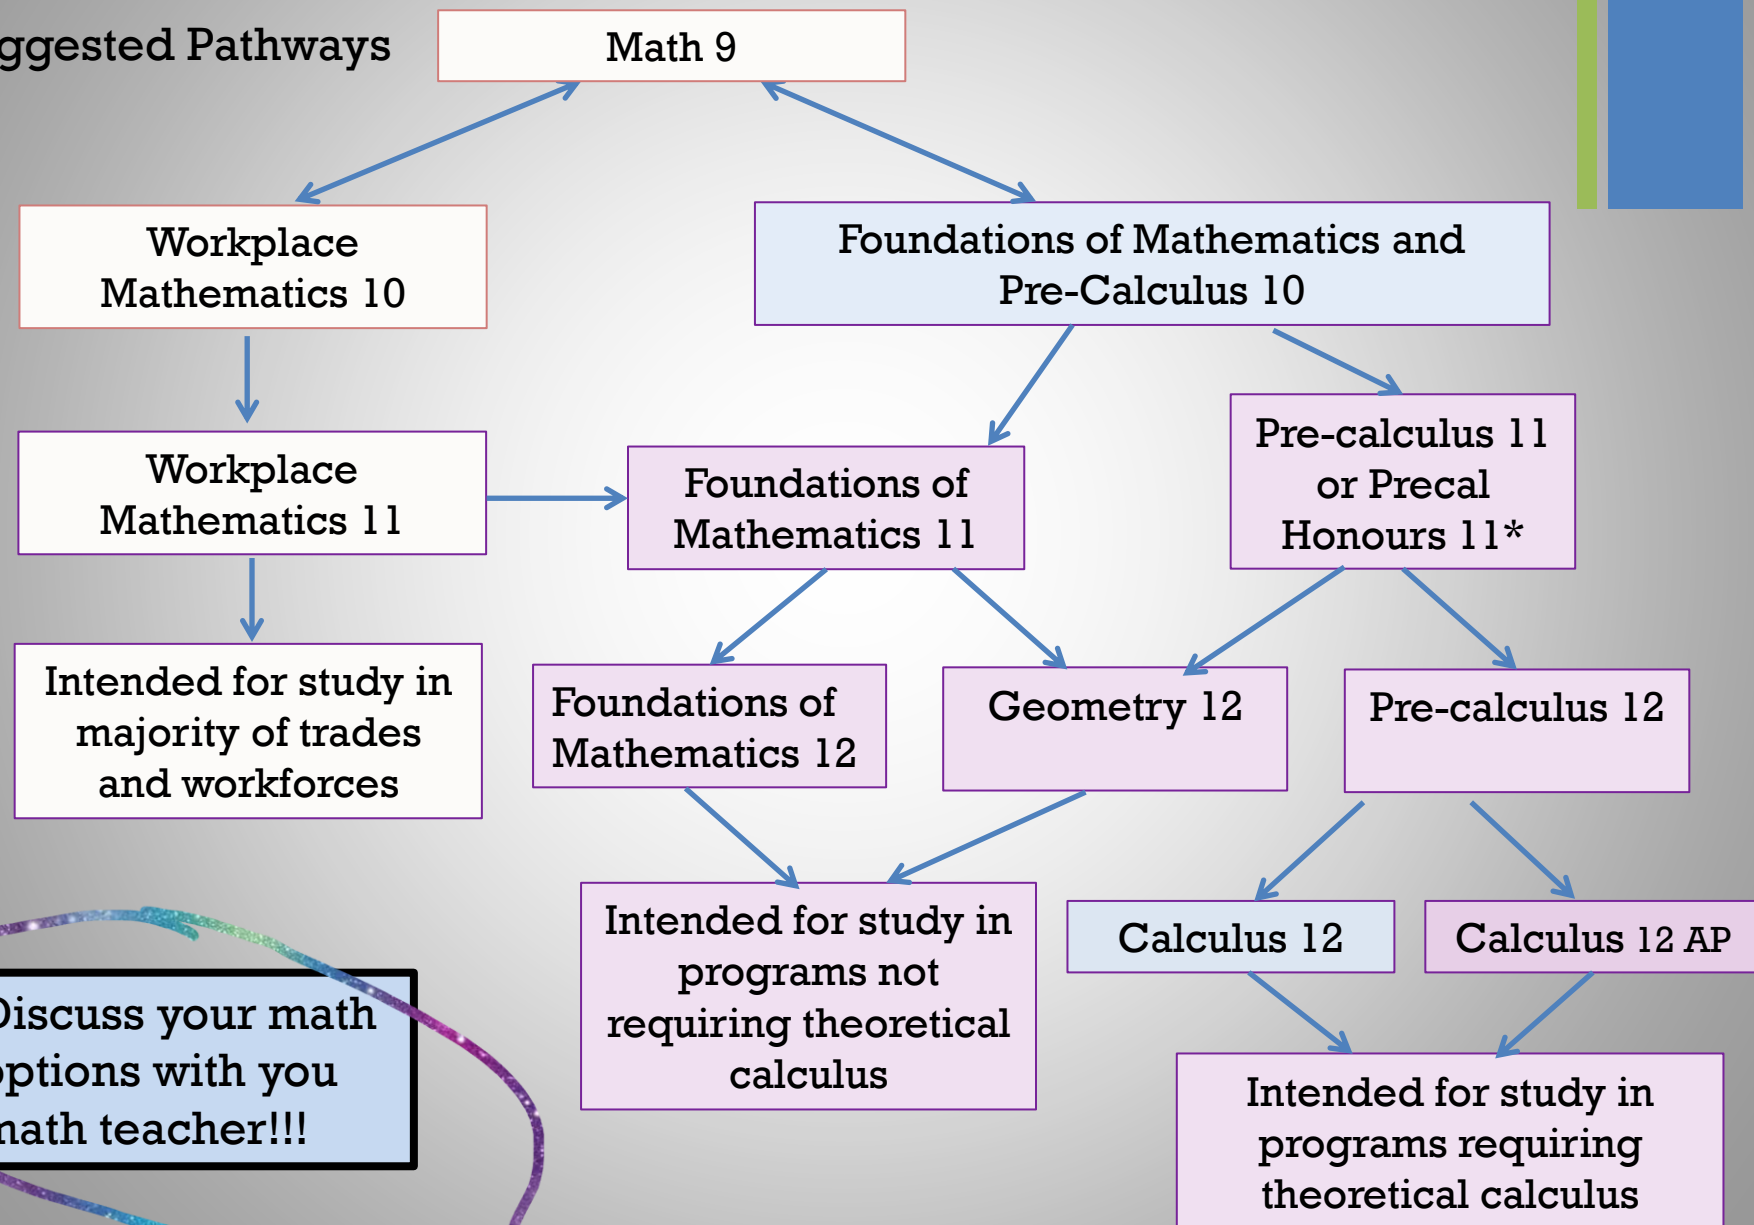 ggested Pathways
Math 9
Workplace
Mathematics 10
Foundations of Mathematics and
Pre-Calculus 10
Workplace
Mathematics 11
Foundations of
Mathematics 11
Pre-calculus 11
or Precal
Honours 11*
Intended for study in
majority of trades
and workforces
Foundations of
Mathematics 12
Geometry 12
Pre-calculus 12
Intended for study in
programs not
requiring theoretical
calculus
Calculus 12
Calculus 12 AP
Discuss your math
options with you
math teacher!!!
Intended for study in
programs requiring
theoretical calculus